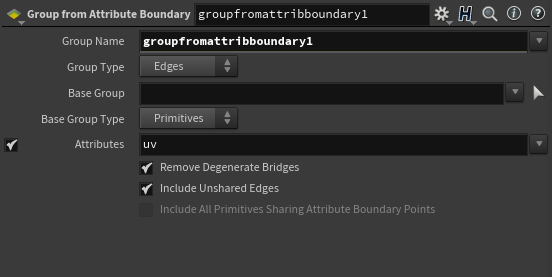 Group from Attribute Boundary groupfromattribboundary1
Group Name groupfromattribboundary1
Group Type Edges
Base Group
Base Group Type Primitives
Attributes uv
Remove Degenerate Bridges
Include Unshared Edges
Include All Primitives Sharing Attribute Boundary Points